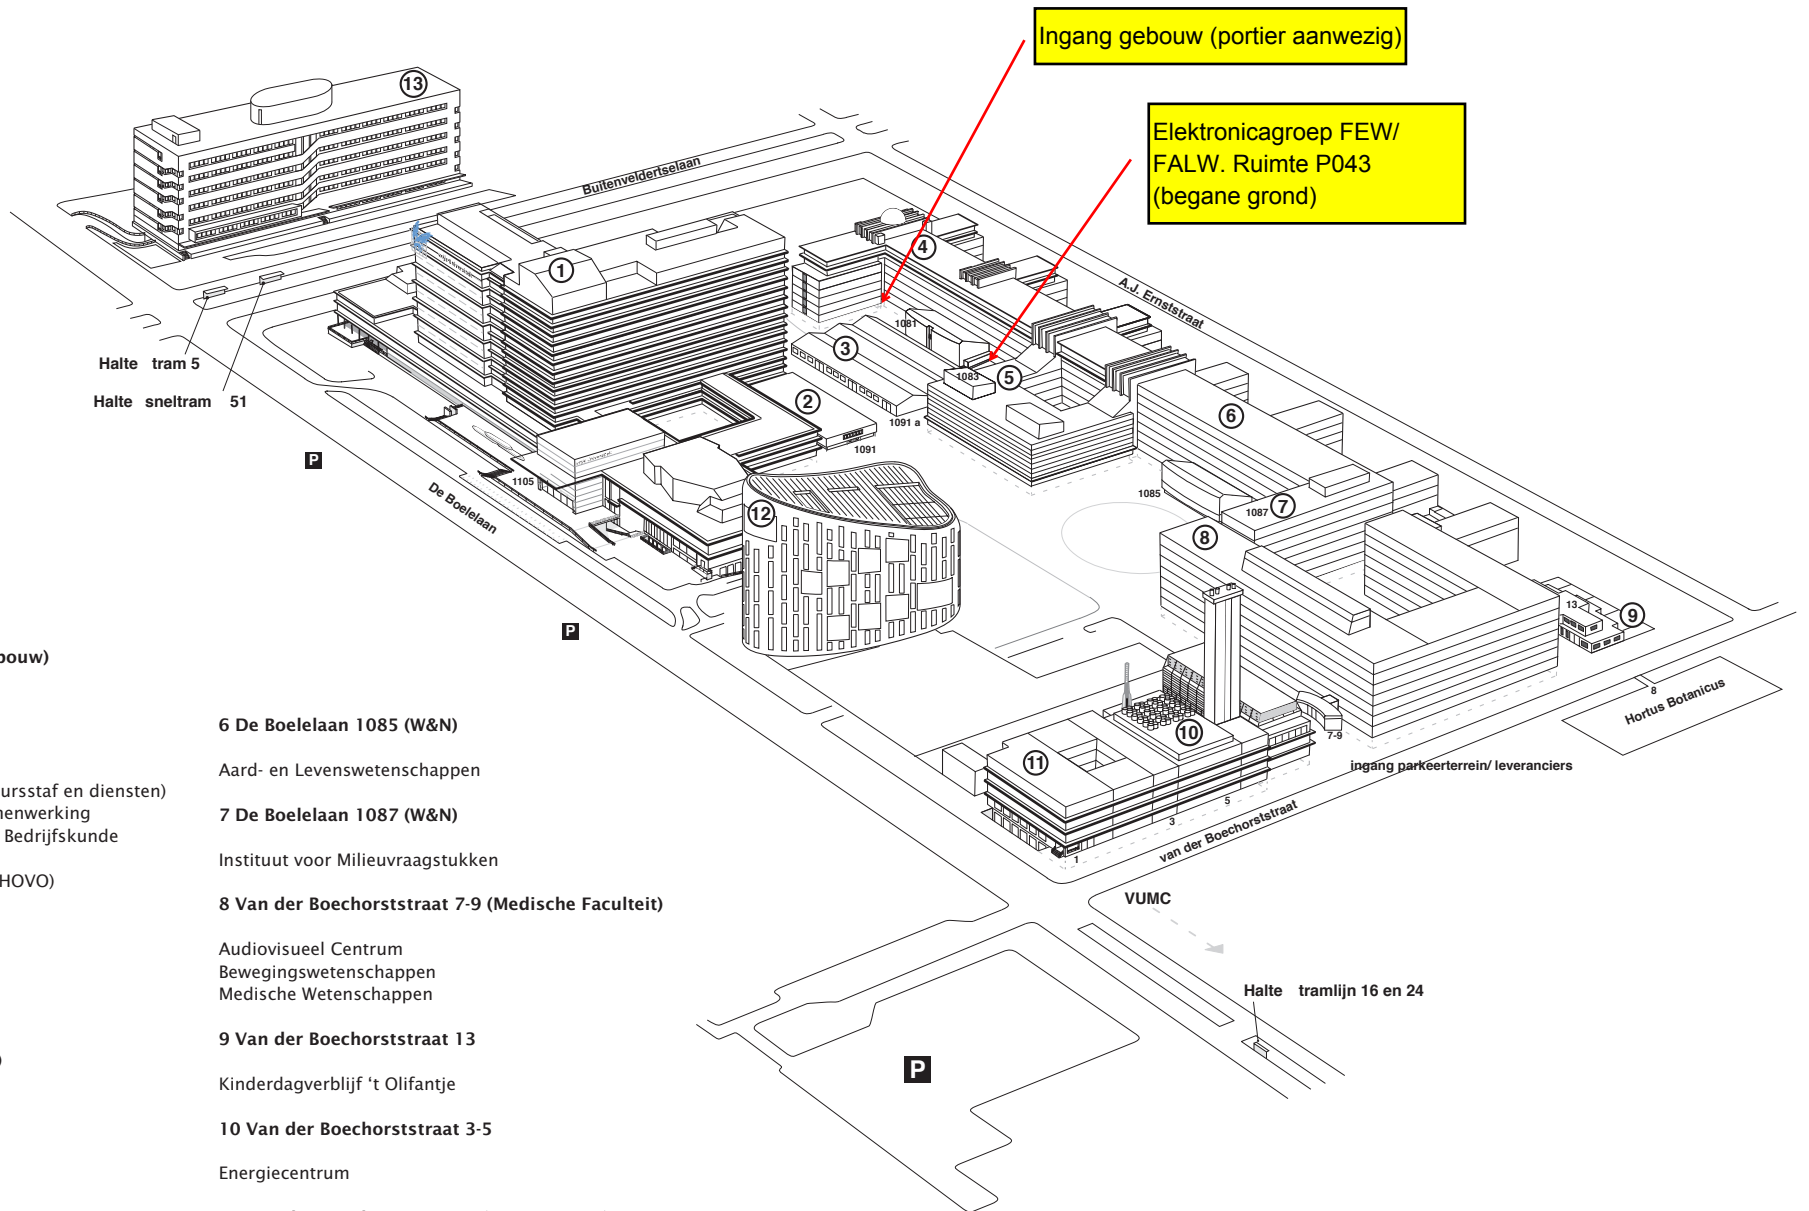 Ingang gebouw (portier aanwezig)
Elektronicagroep FEW/
FALW. Ruimte P043
(begane grond)
13
Buitenveldertselaan
A.J. Ernststraat
1
4
1081
3
1083
5
2
6
1091 a
1091
Halte tram 5
Halte sneltram 51
P
1105
De Boelelaan
12
1085
1087
7
8
P
13
9
8
Hortus Botanicus
10
7-9
11
ingang parkeerterrein/ leveranciers
5
3
1
van der Boechorststraat
VUMC
Halte tramlijn 16 en 24
P
bouw)
ursstaf en diensten)
nenwerking
Bedrijfskunde
HOVO)
)
6 De Boelelaan 1085 (W&N)
Aard- en Levenswetenschappen
7 De Boelelaan 1087 (W&N)
Instituut voor Milieuvraagstukken
8 Van der Boechorststraat 7-9 (Medische Faculteit)
Audiovisueel Centrum
Bewegingswetenschappen
Medische Wetenschappen
9 Van der Boechorststraat 13
Kinderdagverblijf ‘t Olifantje
10 Van der Boechorststraat 3-5
Energiecentrum